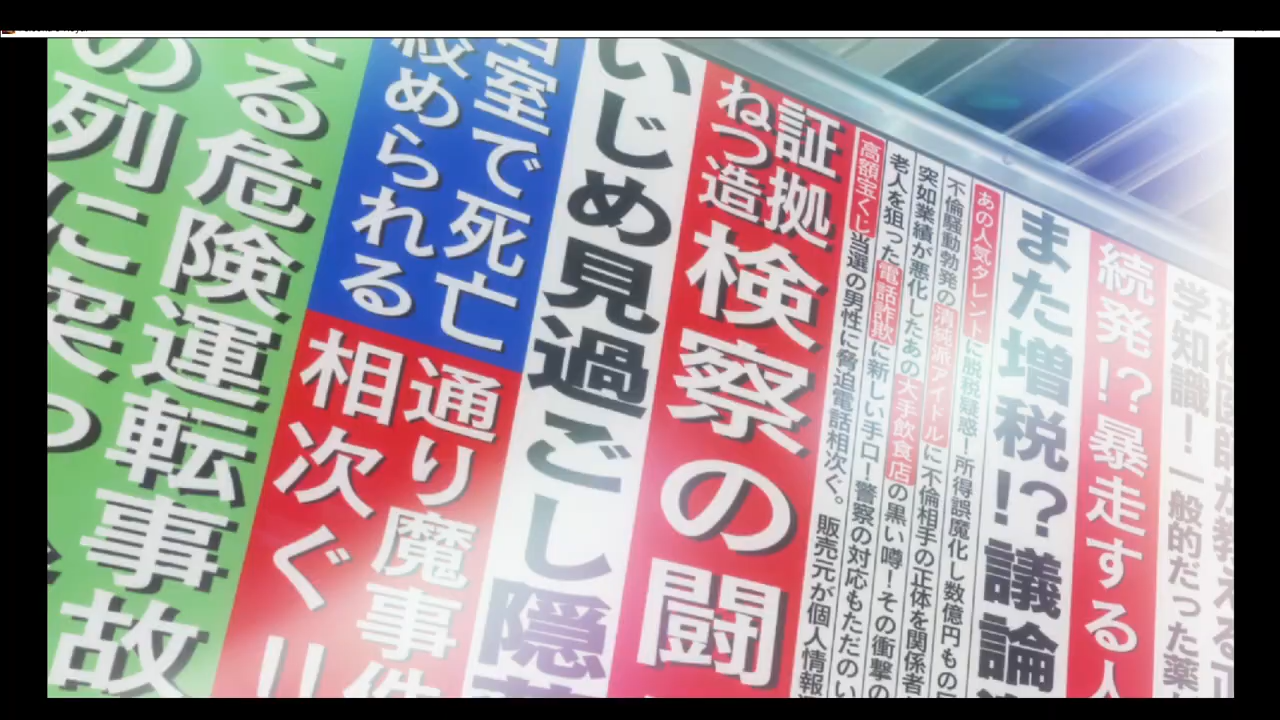 学知識！一般的だった薬
続発!?暴走する人
また増税!?議論
あの人気タレントに脱税疑惑！所得誤魔化し数億円もの
不倫騒動勃発の清純派アイドルに不倫相手の正体を関係者
突如業績が悪化したあの大手飲食店の黒い噂！その衝撃の
老人を狙った電話詐欺に新しい手口！警察の対応もただのい
高額宝くじ当選の男性に脅迫電話相次ぐ。 販売元が個人情報
証拠
ねつ造
検察の闇
いじめ見過ごし隠
室で死亡
絞められる
通り魔事件
相次ぐ!!
る危険運転事故
の列に突っ